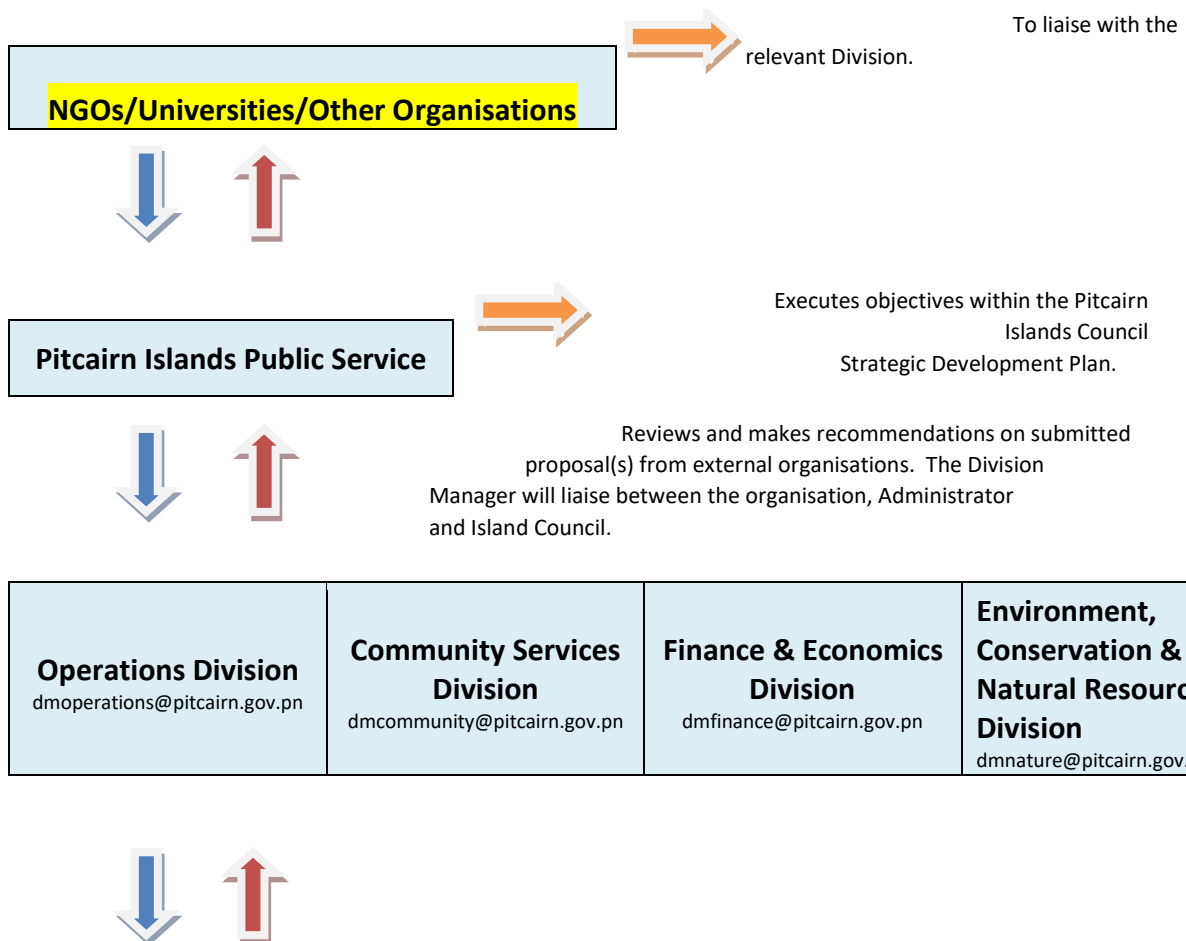 To liaise with the
relevant Division.
NGOs/Universities/Other Organisations
Executes objectives within the Pitcairn
Islands Council
Strategic Development Plan.
Pitcairn Islands Public Service
Reviews and makes recommendations on submitted
proposal(s) from external organisations.  The Division
Manager will liaise between the organisation, Administrator
and Island Council.
Operations Division
dmoperations@pitcairn.gov.pn
Community Services
Division
dmcommunity@pitcairn.gov.pn
Finance & Economics
Division
dmfinance@pitcairn.gov.pn
Environment,
Conservation &
Natural
Division